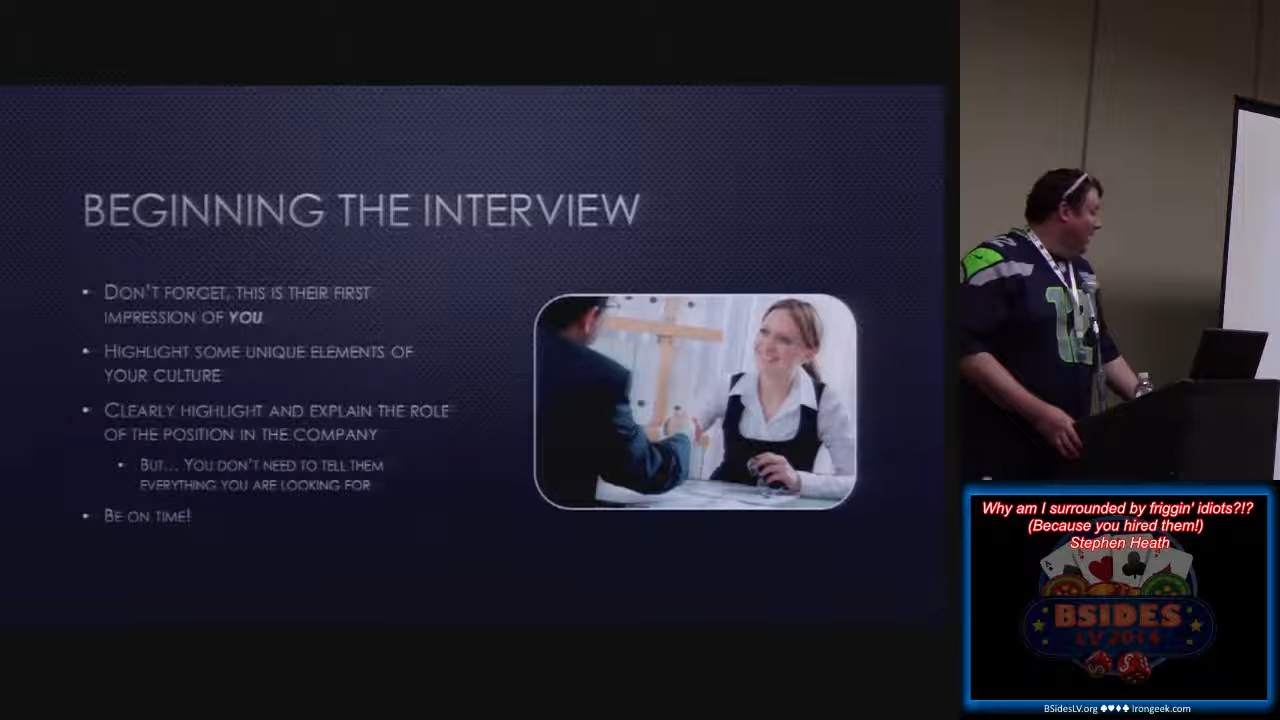 BEGINNING THE INTERVIEW
DON'T FORGET, THIS IS THEIR FIRST
IMPRESSION OF YOU
HIGHLIGHT SOME UNIQUE ELEMENTS OF
YOUR CULTURE
CLEARLY HIGHLIGHT AND EXPLAIN THE ROLE
OF THE POSITION IN THE COMPANY
BUT... YOU DON'T NEED TO TELL THEM
EVERYTHING YOU ARE LOOKING FOR
BE ON TIME!
12
Why am I surrounded by friggin' idiots?!?
(Because you hired them!)
Stephen Heath
BSIDES
LV 2014
BSidesLV.org ♠♥♦♣ Irongeek.com